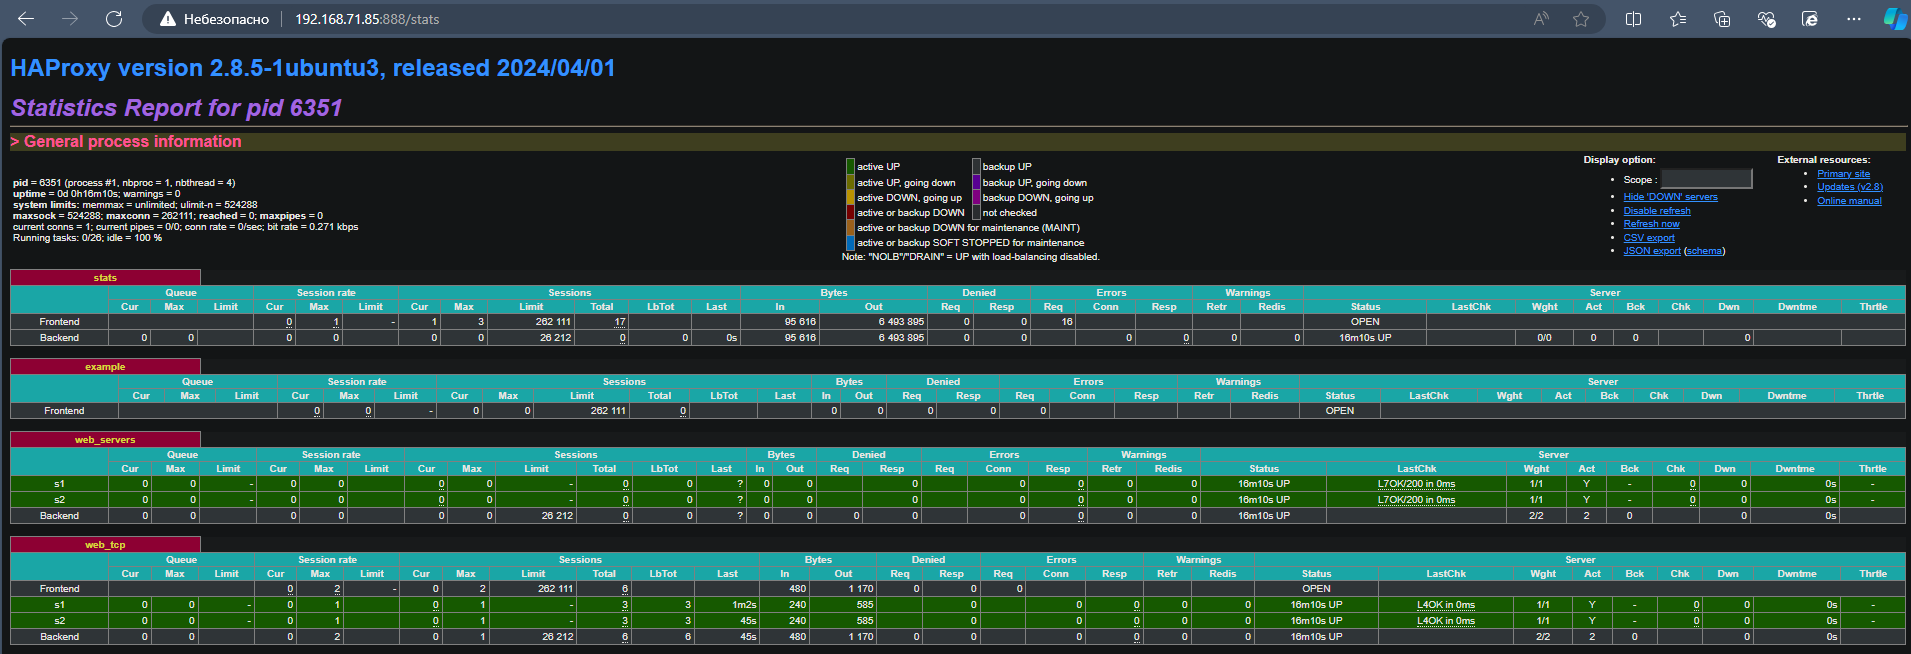 Небезопасно 192.168.71.85:888/stats
HAProxy version 2.8.5-1ubuntu3, released 2024/04/01
Statistics Report for pid 6351
> General process information
pid = 6351 (process #1, nbproc = 1, nbthread = 4)
uptime = 0d 0h16m10s; warnings = 0
system limits: memmax = unlimited; ulimit-n = 524288
maxsock = 524288; maxconn = 262111; reached = 0; maxpipes = 0
current conns = 1; current pipes = 0/0; conn rate = 0/sec; bit rate = 0.271 kbps
Running tasks: 0/26; idle = 100 %
active UP backup UP
active UP, going down backup UP, going down
active DOWN, going up backup DOWN, going up
active or backup DOWN not checked
active or backup DOWN for maintenance (MAINT)
active or backup SOFT STOPPED for maintenance
Note: "NOLB"/"DRAIN" = UP with load-balancing disabled.
Display option:
Scope :
Hide 'DOWN' servers
Disable refresh
Refresh now
CSV export
JSON export (schema)
External resources:
Primary site
Updates (v2.8)
Online manual
stats
Queue Session rate Sessions Bytes Denied Errors Warnings Server
Cur Max Limit Cur Max Limit Cur Max Limit Total LbTot Last In Out Req Resp Req Conn Resp Retr Redis Status LastChk Wght Act Bck Chk Dwn Dwntme Thrtle
Frontend 0 1 - 1 3 262 111 17 95 616 6 493 895 0 0 16 OPEN
Backend 0 0 0 0 0 0 26 212 0 0 0s 95 616 6 493 895 0 0 0 0 0 0 16m10s UP 0/0 0 0 0
example
Queue Session rate Sessions Bytes Denied Errors Warnings Server
Cur Max Limit Cur Max Limit Cur Max Limit Total LbTot Last In Out Req Resp Req Conn Resp Retr Redis Status LastChk Wght Act Bck Chk Dwn Dwntme Thrtle
Frontend 0 0 - 0 0 262 111 0 0 0 0 0 0 OPEN
web_servers
Queue Session rate Sessions Bytes Denied Errors Warnings Server
Cur Max Limit Cur Max Limit Cur Max Limit Total LbTot Last In Out Req Resp Req Conn Resp Retr Redis Status LastChk Wght Act Bck Chk Dwn Dwntme Thrtle
s1 0 0 - 0 0 0 0 - 0 0 ? 0 0 0 0 0 0 0 16m10s UP L7OK/200 in 0ms 1/1 Y - 0 0 0s -
s2 0 0 - 0 0 0 0 - 0 0 ? 0 0 0 0 0 0 0 16m10s UP L7OK/200 in 0ms 1/1 Y - 0 0 0s -
Backend 0 0 0 0 0 0 26 212 0 0 ? 0 0 0 0 0 0 0 0 16m10s UP 2/2 2 0 0 0s
web_tcp
Queue Session rate Sessions Bytes Denied Errors Warnings Server
Cur Max Limit Cur Max Limit Cur Max Limit Total LbTot Last In Out Req Resp Req Conn Resp Retr Redis Status LastChk Wght Act Bck Chk Dwn Dwntme Thrtle
Frontend 0 2 - 0 2 262 111 6 480 1 170 0 0 0 OPEN
s1 0 0 - 0 1 0 1 - 3 3 1m2s 240 585 0 0 0 0 0 16m10s UP L4OK in 0ms 1/1 Y - 0 0 0s -
s2 0 0 - 0 1 0 1 - 3 3 45s 240 585 0 0 0 0 0 16m10s UP L4OK in 0ms 1/1 Y - 0 0 0s -
Backend 0 0 0 2 0 1 26 212 6 6 45s 480 1 170 0 0 0 0 0 0 16m10s UP 2/2 2 0 0 0s